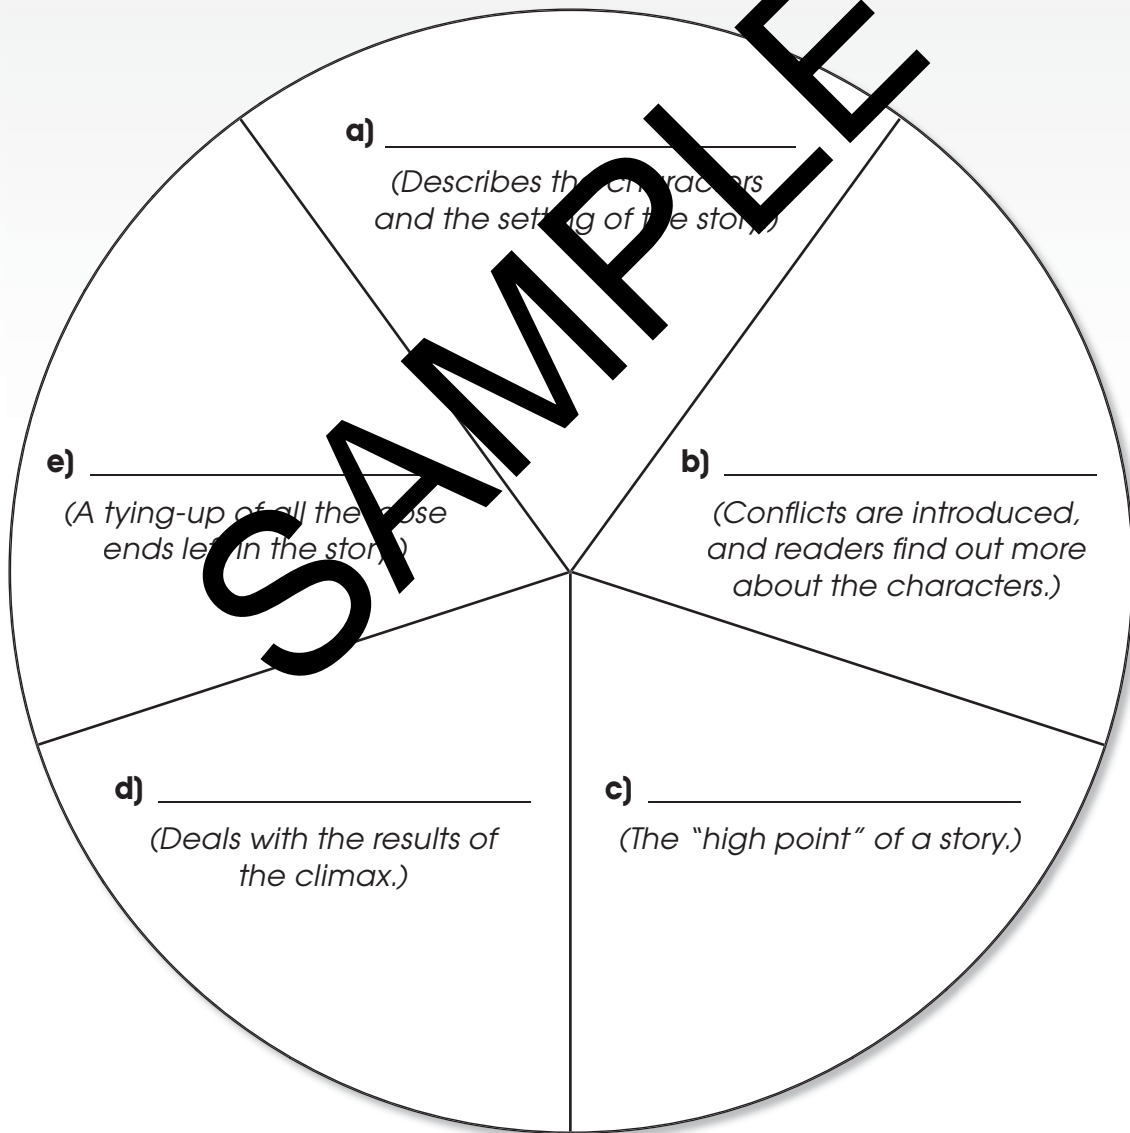 a)
(Describes the characters
and the setting of the story.)
SAMPLE
e)
(A tying-up of all the loose
ends left in the story.)
b)
(Conflicts are introduced,
and readers find out more
about the characters.)
d)
(Deals with the results of
the climax.)
c)
(The “high point” of a story.)